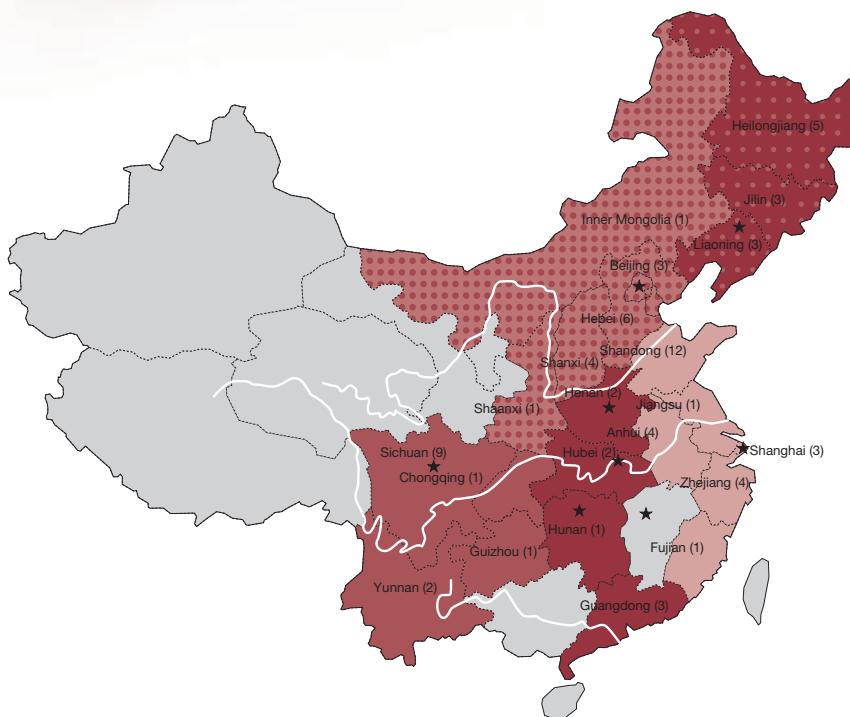 Heilongjiang (5)
Jilin (3)
Inner Mongolia (1)
Liaoning (3)
Beijing (3)
Hebei (6)
Shandong (12)
Shanxi (4)
Henan (2)
Jiangsu (1)
Shaanxi (1)
Anhui (4)
Sichuan (9)
Hubei (2)
Shanghai (3)
Chongqing (1)
Zhejiang (4)
Hunan (1)
Guizhou (1)
Fujian (1)
Yunnan (2)
Guangdong (3)